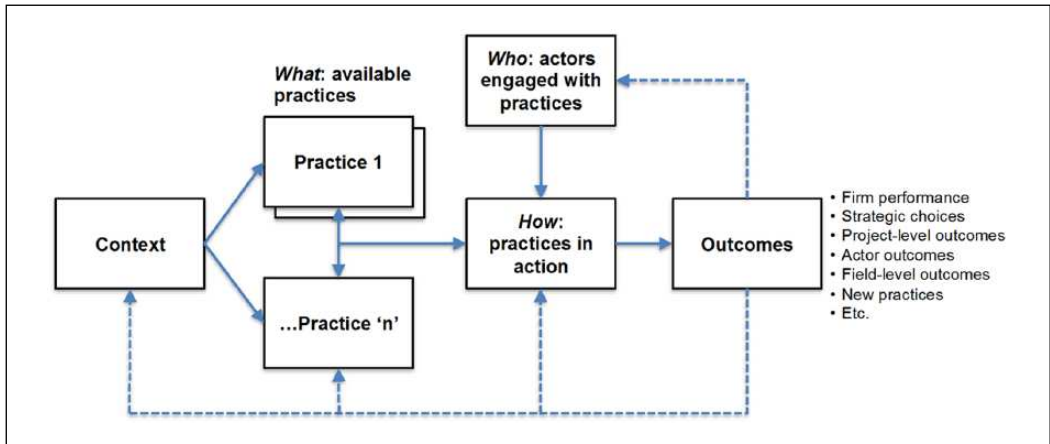 What: available
practices
Practice 1
Who: actors
engaged with
practices
Context
How:
practices in
action
Outcomes
• Firm performance
• Strategic choices
• Project-level outcomes
• Actor outcomes
• Field-level outcomes
• New practices
• Etc.
...Practice ‘n’